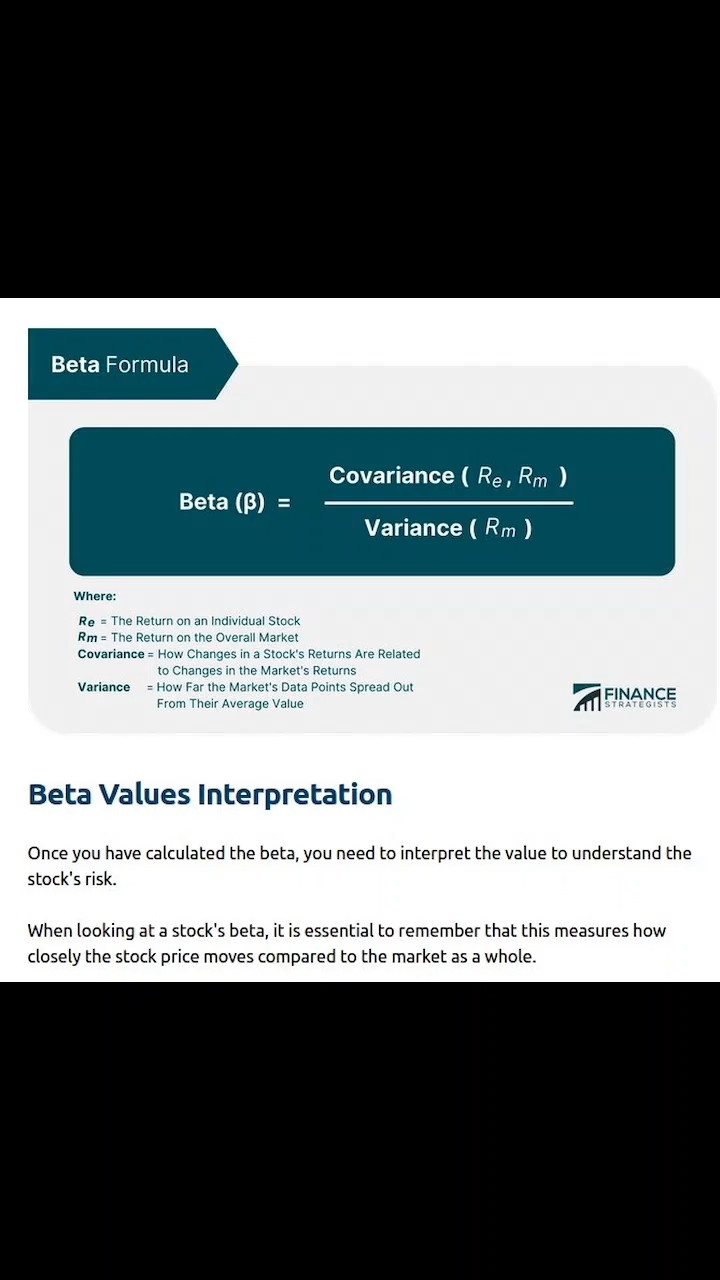 Beta Formula
Beta (β) = Covariance ( Re , Rm )
Variance ( Rm )
Where:
Re = The Return on an Individual Stock
Rm = The Return on the Overall Market
Covariance = How Changes in a Stock's Returns Are Related
to Changes in the Market's Returns
Variance = How Far the Market's Data Points Spread Out
From Their Average Value
FINANCE
STRATEGISTS
Beta Values Interpretation
Once you have calculated the beta, you need to interpret the value to understand the
stock's risk.
When looking at a stock's beta, it is essential to remember that this measures how
closely the stock price moves compared to the market as a whole.